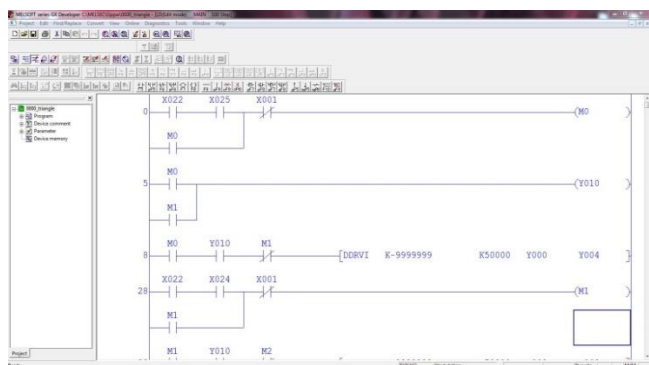 MELSOFT series GX Developer
Project Edit Find/Replace Convert View Online Diagnostics Tools Window Help
0000_triangle
Program
Device comment
Parameter
Device memory
X022 X025 X001
0 (M0 )
M0
M0
5 (Y010 )
M1
M0 Y010 M1
8 [DDRVI K-9999999 K50000 Y000 Y004 ]
X022 X024 X001
28 (M1 )
M1
M1 Y010 M2
Project